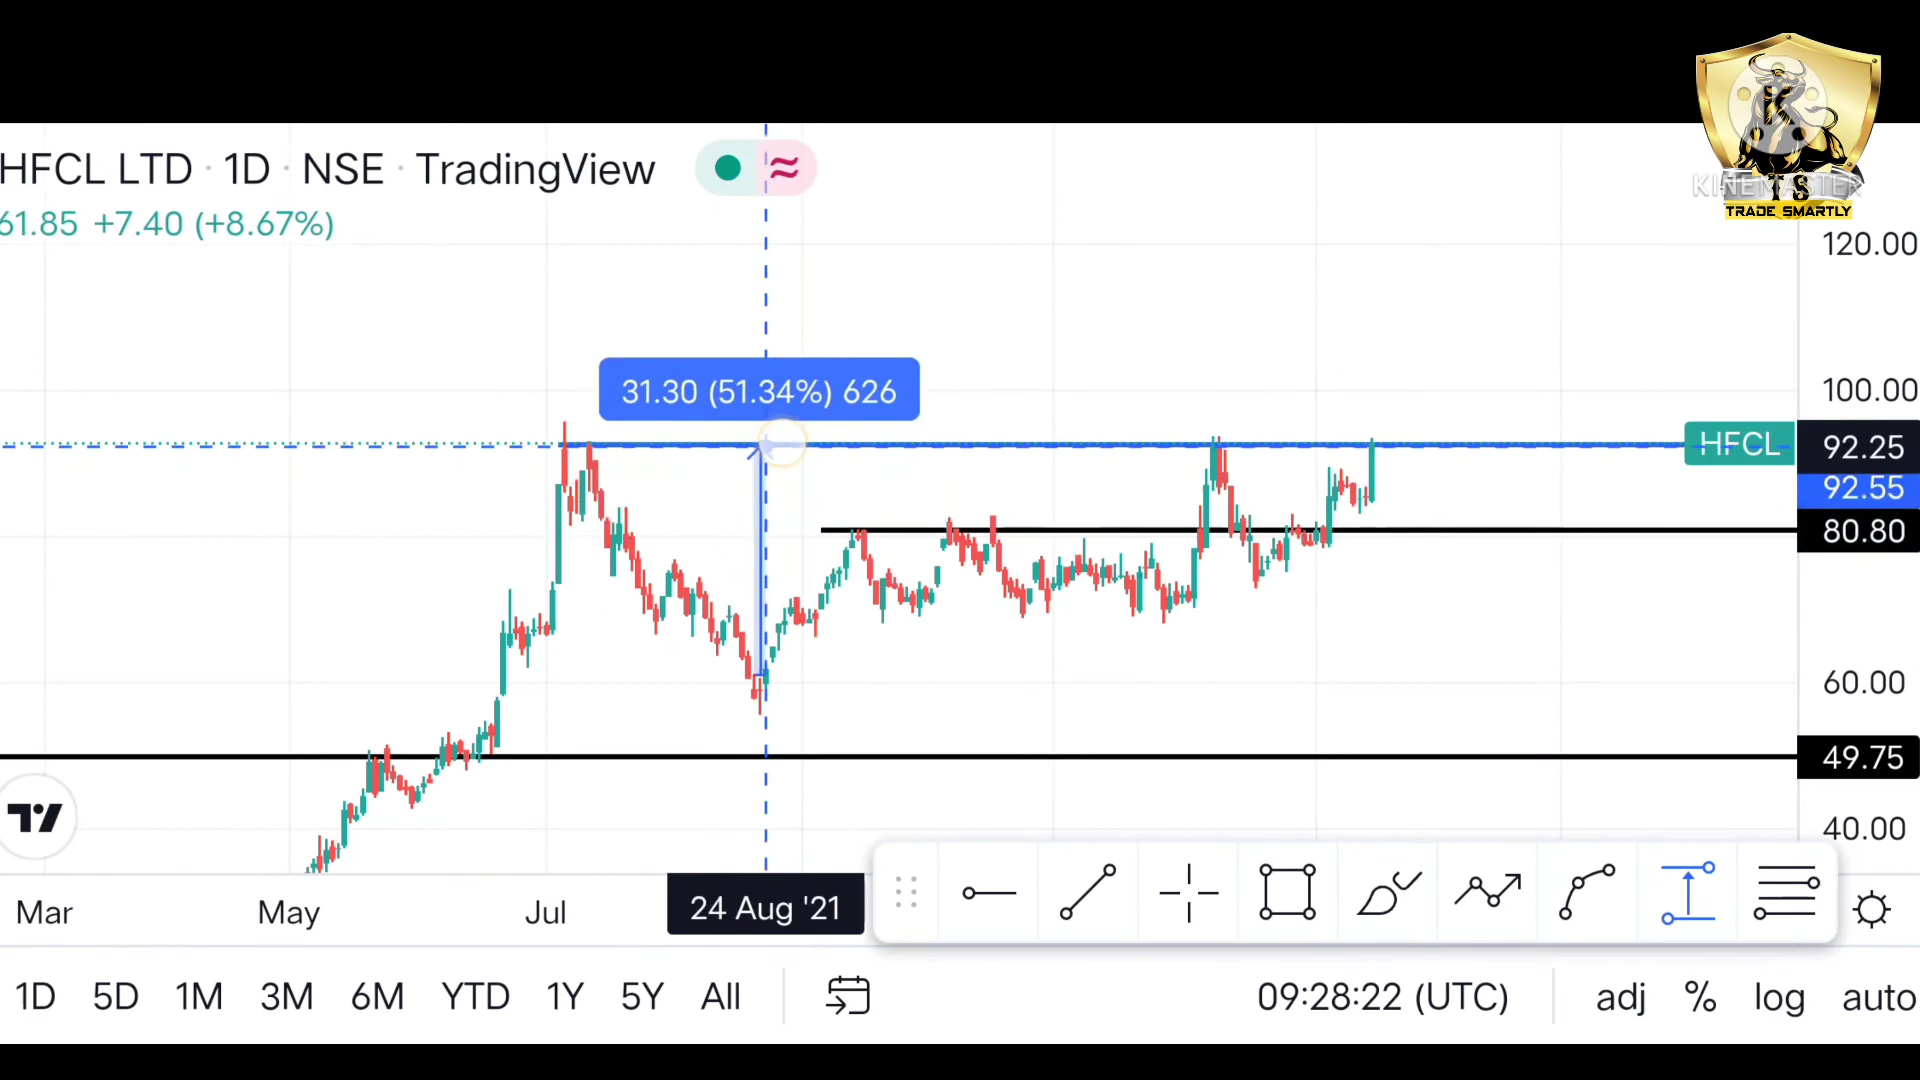 HFCL LTD · 1D · NSE · TradingView
61.85 +7.40 (+8.67%)
KINEMASTER
TS
TRADE SMARTLY
120.00
31.30 (51.34%) 626
100.00
HFCL
92.25
92.55
80.80
60.00
49.75
40.00
Mar
May
Jul
24 Aug '21
1D 5D 1M 3M 6M YTD 1Y 5Y All
09:28:22 (UTC)
adj % log auto